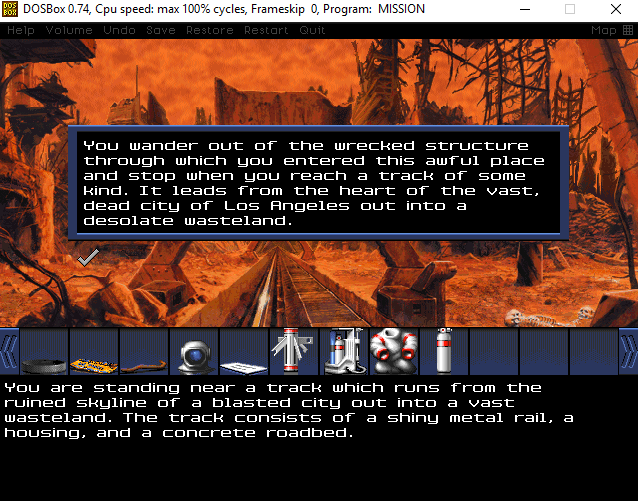 DOS
BOX
DOSBox 0.74, Cpu speed: max 100% cycles, Frameskip  0, Program:  MISSION
Help Volume Undo Save Restore Restart Quit Map
You wander out of the wrecked structure
through which you entered this awful place
and stop when you reach a track of some
kind. It leads from the heart of the vast,
dead city of Los Angeles out into a
desolate wasteland.
You are standing near a track which runs from the
ruined skyline of a blasted city out into a vast
wasteland. The track consists of a shiny metal rail, a
housing, and a concrete roadbed.